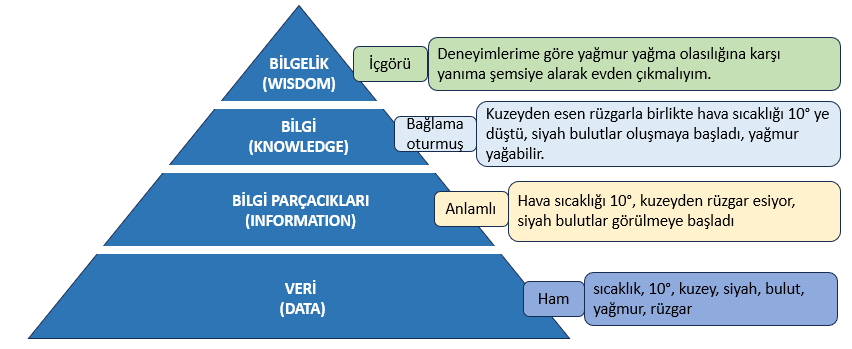 BİLGELİK
(WISDOM)
İçgörü
Deneyimlerime göre yağmur yağma olasılığına karşı
yanıma şemsiye alarak evden çıkmalıyım.
BİLGİ
(KNOWLEDGE)
Bağlama
oturmuş
Kuzeyden esen rüzgarla birlikte hava sıcaklığı 10° ye
düştü, siyah bulutlar oluşmaya başladı, yağmur
yağabilir.
BİLGİ PARÇACIKLARI
(INFORMATION)
Anlamlı
Hava sıcaklığı 10°, kuzeyden rüzgar esiyor,
siyah bulutlar görülmeye başladı
VERİ
(DATA)
Ham
sıcaklık, 10°, kuzey, siyah, bulut,
yağmur, rüzgar